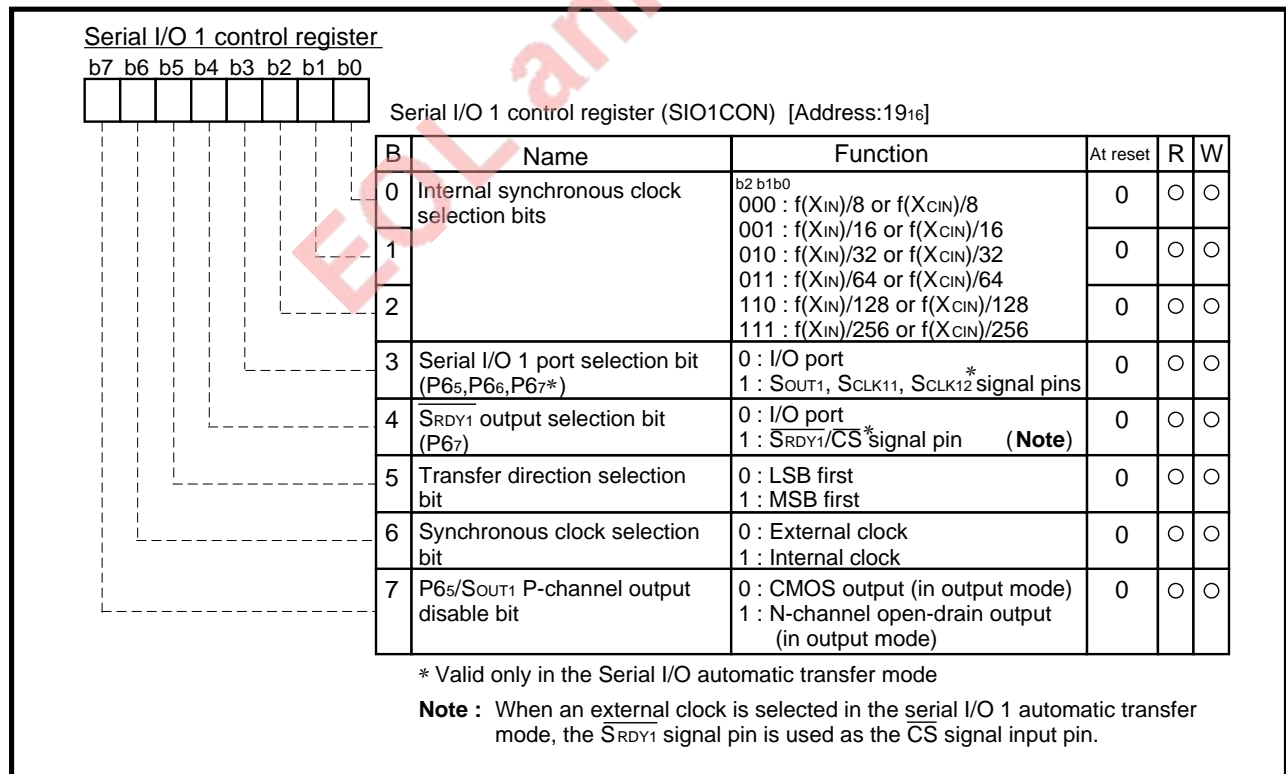 EOL an
Serial I/O 1 control register
b7 b6 b5 b4 b3 b2 b1 b0
Serial I/O 1 control register (SIO1CON) [Address:1916]
B Name Function At reset R W
0 Internal synchronous clock selection bits
b2 b1b0
000 : f(XIN)/8 or f(XCIN)/8
001 : f(XIN)/16 or f(XCIN)/16
010 : f(XIN)/32 or f(XCIN)/32
011 : f(XIN)/64 or f(XCIN)/64
110 : f(XIN)/128 or f(XCIN)/128
111 : f(XIN)/256 or f(XCIN)/256
0 ○ ○
1 0 ○ ○
2 0 ○ ○
3 Serial I/O 1 port selection bit
(P65,P66,P67*)
0 : I/O port
1 : SOUT1, SCLK11, SCLK12* signal pins
0 ○ ○
4 SRDY1 output selection bit
(P67)
0 : I/O port
1 : SRDY1/CS* signal pin (Note)
0 ○ ○
5 Transfer direction selection
bit
0 : LSB first
1 : MSB first
0 ○ ○
6 Synchronous clock selection
bit
0 : External clock
1 : Internal clock
0 ○ ○
7 P65/SOUT1 P-channel output
disable bit
0 : CMOS output (in output mode)
1 : N-channel open-drain output
(in output mode)
0 ○ ○
* Valid only in the Serial I/O automatic transfer mode
Note : When an external clock is selected in the serial I/O 1 automatic transfer
mode, the SRDY1 signal pin is used as the CS signal input pin.